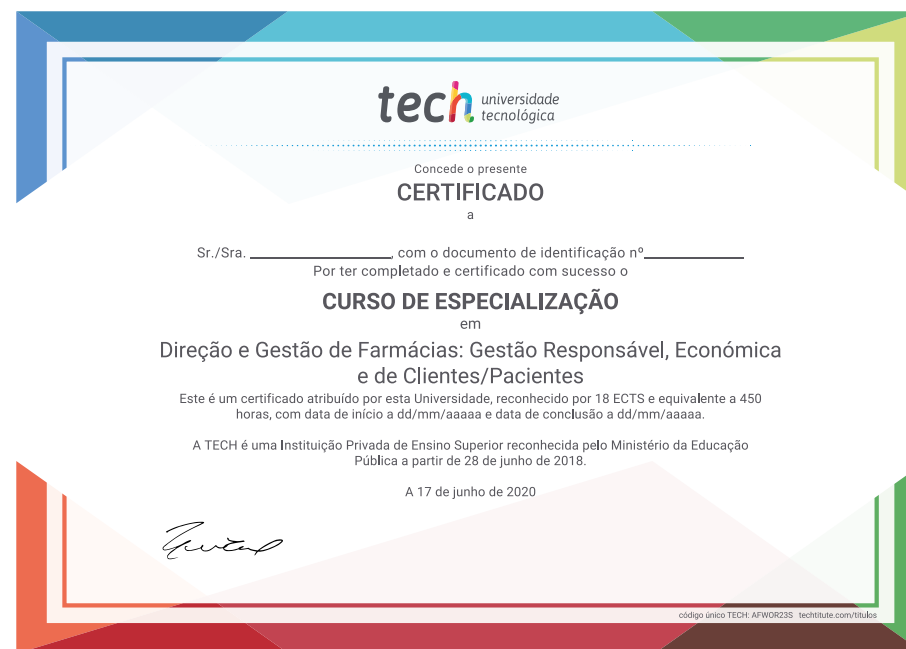 tech universidade
tecnológica
Concede o presente
CERTIFICADO
a
Sr./Sra. ________________, com o documento de identificação nº____________
Por ter completado e certificado com sucesso o
CURSO DE ESPECIALIZAÇÃO
em
Direção e Gestão de Farmácias: Gestão Responsável, Económica
e de Clientes/Pacientes
Este é um certificado atribuído por esta Universidade, reconhecido por 18 ECTS e equivalente a 450
horas, com data de início a dd/mm/aaaaa e data de conclusão a dd/mm/aaaaa.
A TECH é uma Instituição Privada de Ensino Superior reconhecida pelo Ministério da Educação
Pública a partir de 28 de junho de 2018.
A 17 de junho de 2020
código único TECH: AFWOR23S techtitute.com/titulos